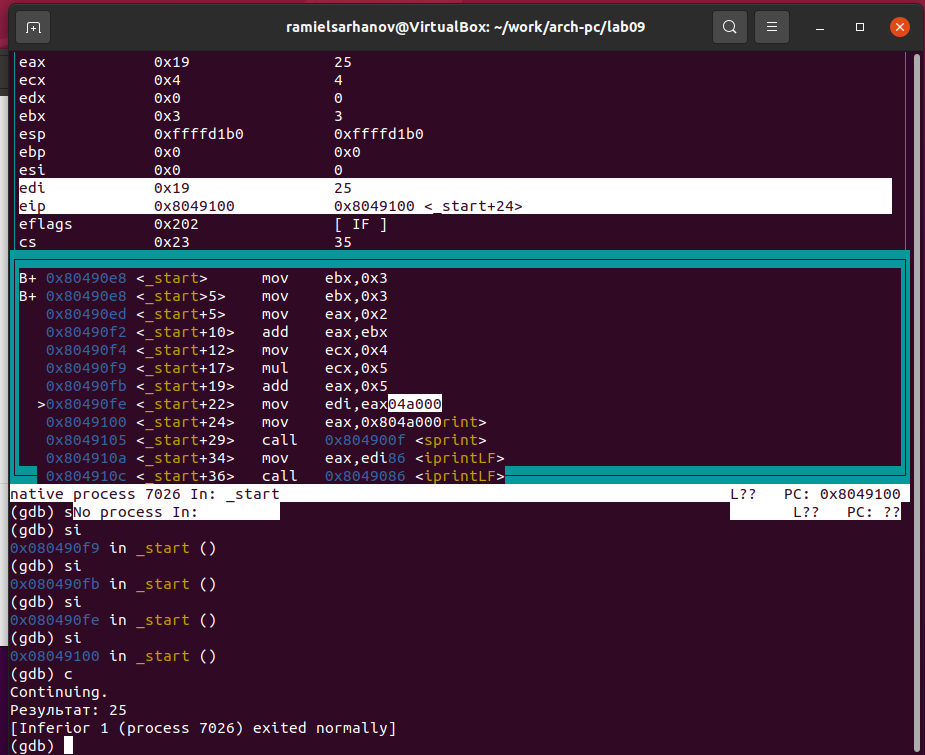 ramielsarhanov@VirtualBox: ~/work/arch-pc/lab09
eax 0x19 25
ecx 0x4 4
edx 0x0 0
ebx 0x3 3
esp 0xffffd1b0 0xffffd1b0
ebp 0x0 0x0
esi 0x0 0
edi 0x19 25
eip 0x8049100 0x8049100 <_start+24>
eflags 0x202 [ IF ]
cs 0x23 35
B+ 0x80490e8 <_start> mov ebx,0x3
B+ 0x80490e8 <_start>5> mov ebx,0x3
0x80490ed <_start+5> mov eax,0x2
0x80490f2 <_start+10> add eax,ebx
0x80490f4 <_start+12> mov ecx,0x4
0x80490f9 <_start+17> mul ecx,0x5
0x80490fb <_start+19> add eax,0x5
>0x80490fe <_start+22> mov edi,eax04a000
0x8049100 <_start+24> mov eax,0x804a000rint>
0x8049105 <_start+29> call 0x804900f <sprint>
0x804910a <_start+34> mov eax,edi86 <iprintLF>
0x804910c <_start+36> call 0x8049086 <iprintLF>
native process 7026 In: _start L?? PC: 0x8049100
(gdb) sNo process In: L?? PC: ??
(gdb) si
0x080490f9 in _start ()
(gdb) si
0x080490fb in _start ()
(gdb) si
0x080490fe in _start ()
(gdb) si
0x08049100 in _start ()
(gdb) c
Continuing.
Результат: 25
[Inferior 1 (process 7026) exited normally]
(gdb)